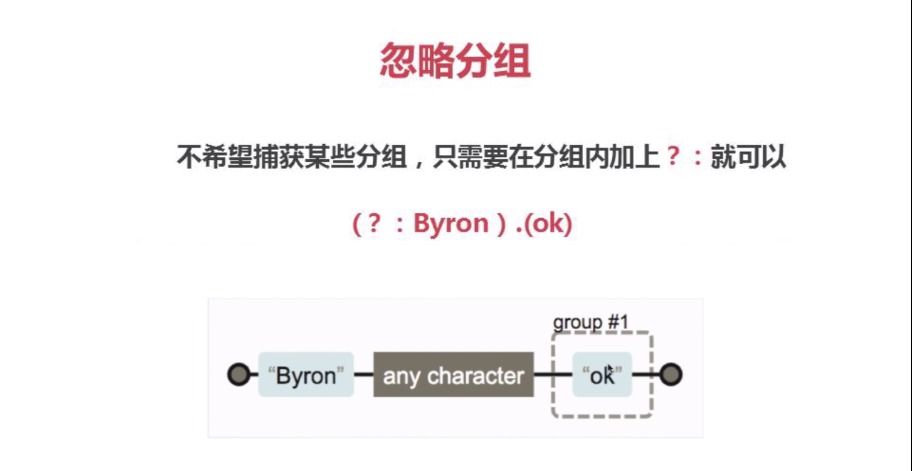 忽略分组
不希望捕获某些分组，只需要在分组内加上？：就可以
(？：Byron）.(ok)
group #1
“Byron” any character “ok”